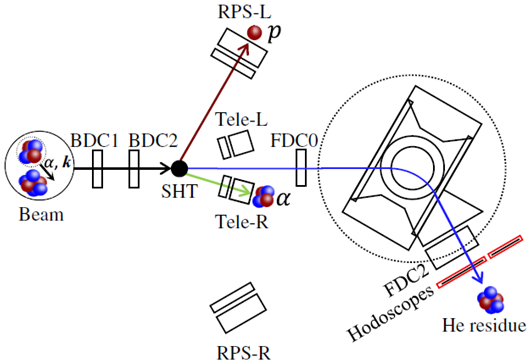 RPS-L
p
Tele-L
BDC1
BDC2
FDC0
α, k
SHT
α
Beam
Tele-R
FDC2
Hodoscopes
He residue
RPS-R